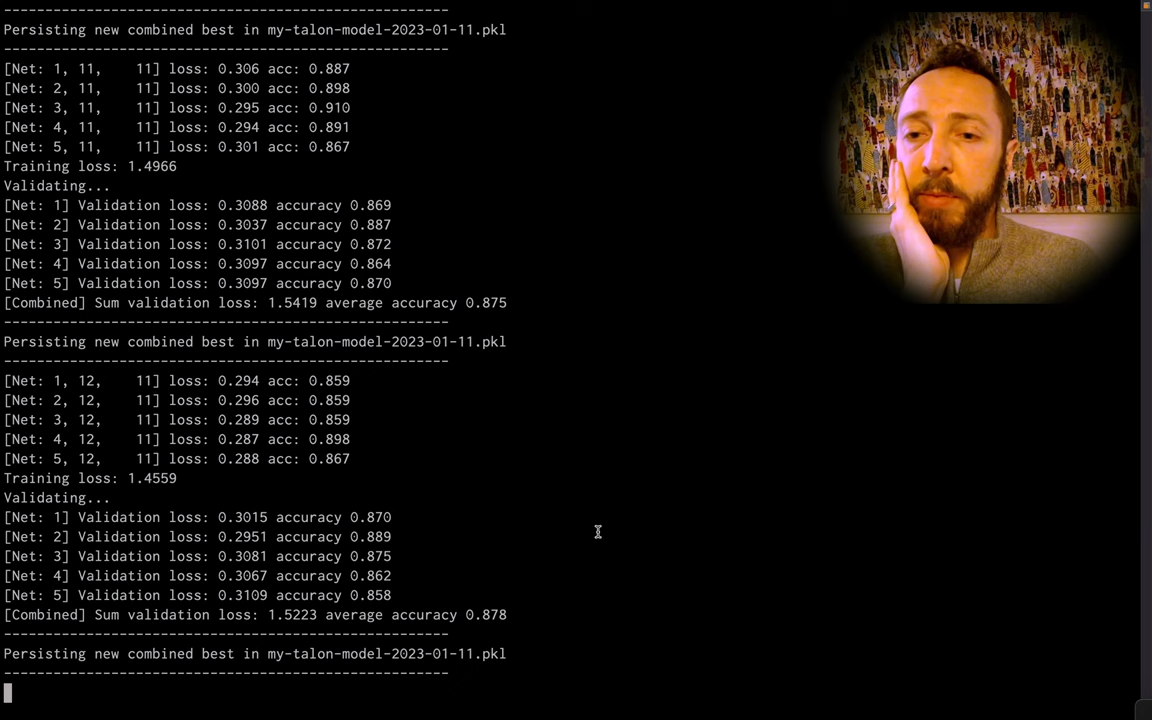 --------------------------------------------------------
Persisting new combined best in my-talon-model-2023-01-11.pkl
--------------------------------------------------------
[Net: 1, 11,    11] loss: 0.306 acc: 0.887
[Net: 2, 11,    11] loss: 0.300 acc: 0.898
[Net: 3, 11,    11] loss: 0.295 acc: 0.910
[Net: 4, 11,    11] loss: 0.294 acc: 0.891
[Net: 5, 11,    11] loss: 0.301 acc: 0.867
Training loss: 1.4966
Validating...
[Net: 1] Validation loss: 0.3088 accuracy 0.869
[Net: 2] Validation loss: 0.3037 accuracy 0.887
[Net: 3] Validation loss: 0.3101 accuracy 0.872
[Net: 4] Validation loss: 0.3097 accuracy 0.864
[Net: 5] Validation loss: 0.3097 accuracy 0.870
[Combined] Sum validation loss: 1.5419 average accuracy 0.875
--------------------------------------------------------
Persisting new combined best in my-talon-model-2023-01-11.pkl
--------------------------------------------------------
[Net: 1, 12,    11] loss: 0.294 acc: 0.859
[Net: 2, 12,    11] loss: 0.296 acc: 0.859
[Net: 3, 12,    11] loss: 0.289 acc: 0.859
[Net: 4, 12,    11] loss: 0.287 acc: 0.898
[Net: 5, 12,    11] loss: 0.288 acc: 0.867
Training loss: 1.4559
Validating...
[Net: 1] Validation loss: 0.3015 accuracy 0.870
[Net: 2] Validation loss: 0.2951 accuracy 0.889
[Net: 3] Validation loss: 0.3081 accuracy 0.875
[Net: 4] Validation loss: 0.3067 accuracy 0.862
[Net: 5] Validation loss: 0.3109 accuracy 0.858
[Combined] Sum validation loss: 1.5223 average accuracy 0.878
--------------------------------------------------------
Persisting new combined best in my-talon-model-2023-01-11.pkl
--------------------------------------------------------